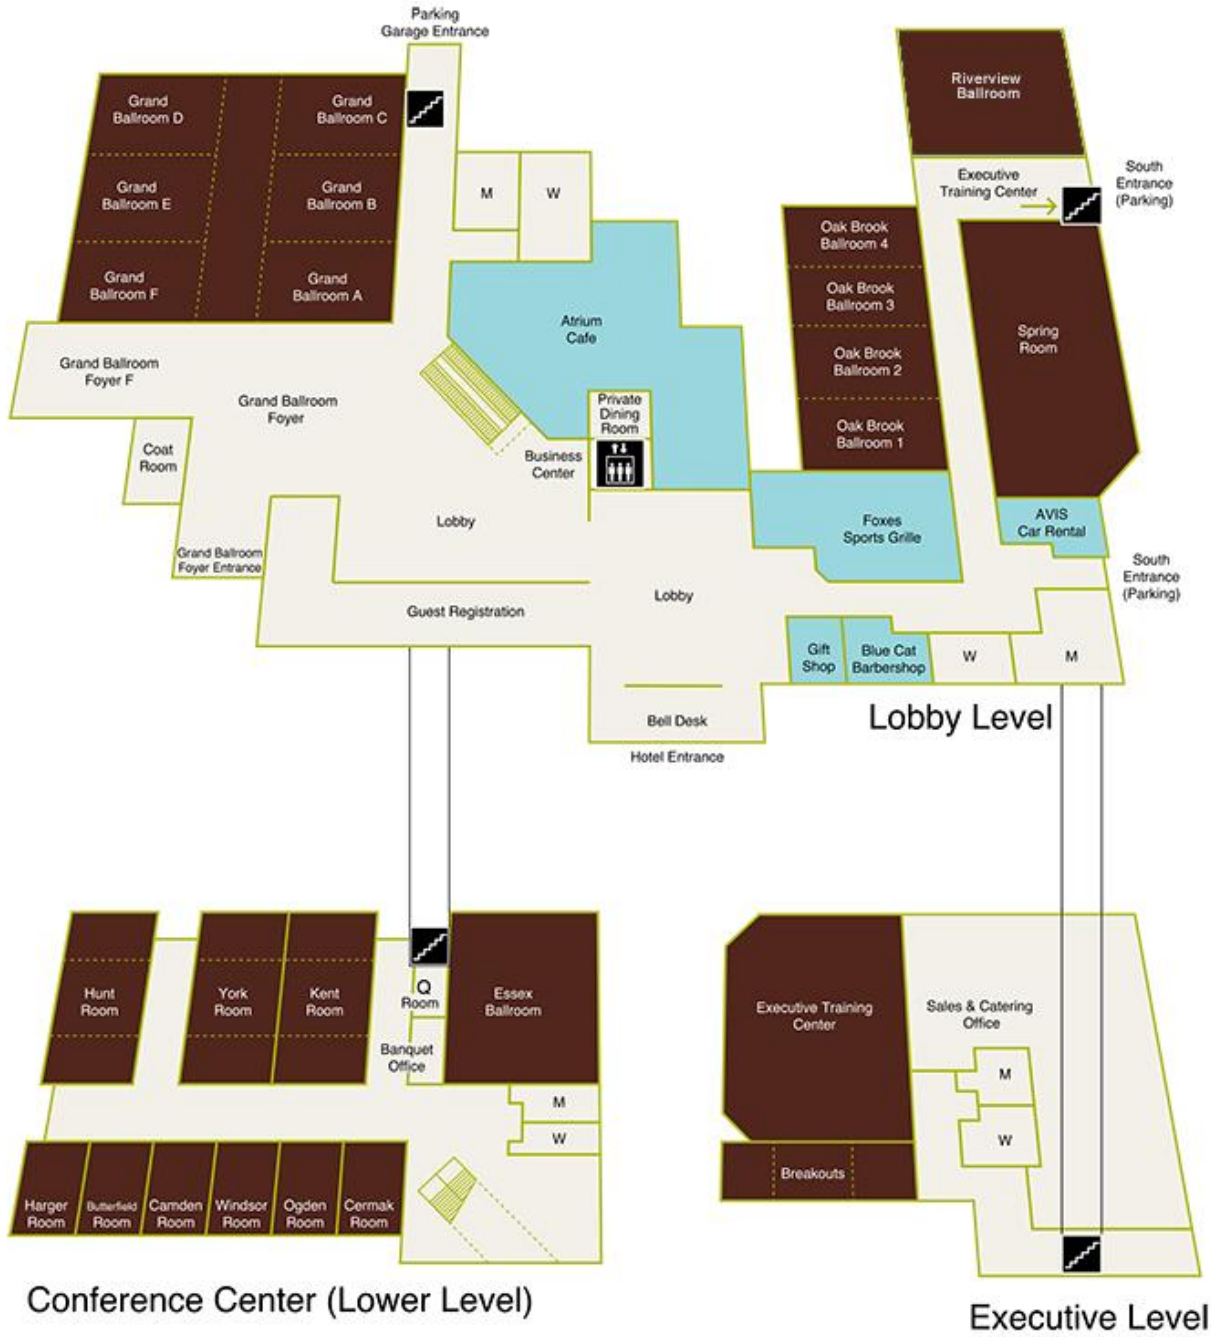 Parking
Garage Entrance
Grand
Ballroom D
Grand
Ballroom C
Grand
Ballroom E
Grand
Ballroom B
Grand
Ballroom F
Grand
Ballroom A
M
W
Riverview
Ballroom
Executive
Training Center
South
Entrance
(Parking)
Oak Brook
Ballroom 4
Oak Brook
Ballroom 3
Oak Brook
Ballroom 2
Oak Brook
Ballroom 1
Spring
Room
Atrium
Cafe
Private
Dining
Room
Grand Ballroom
Foyer F
Grand Ballroom
Foyer
Coat
Room
Business
Center
Lobby
Grand Ballroom
Foyer Entrance
Foxes
Sports Grille
AVIS
Car Rental
South
Entrance
(Parking)
Guest Registration
Lobby
Gift
Shop
Blue Cat
Barbershop
W
M
Lobby Level
Bell Desk
Hotel Entrance
Hunt
Room
York
Room
Kent
Room
Q
Room
Banquet
Office
Essex
Ballroom
M
W
Harger
Room
Butterfield
Room
Camden
Room
Windsor
Room
Ogden
Room
Cermak
Room
Conference Center (Lower Level)
Executive Training
Center
Sales & Catering
Office
M
W
Breakouts
Executive Level